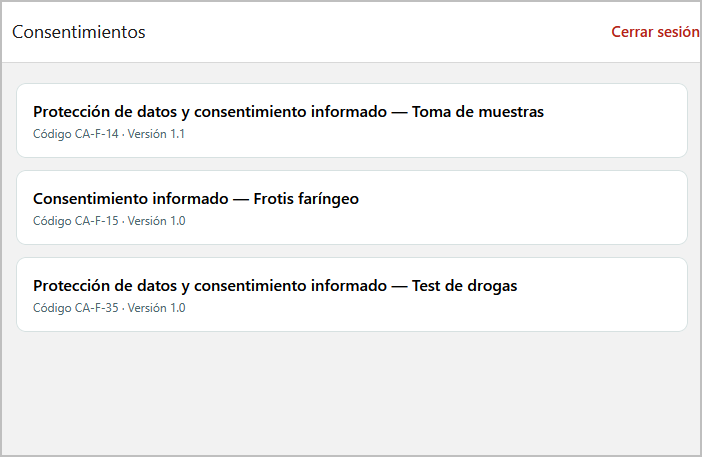 Consentimientos
Cerrar sesión
Protección de datos y consentimiento informado — Toma de muestras
Código CA-F-14 · Versión 1.1
Consentimiento informado — Frotis faríngeo
Código CA-F-15 · Versión 1.0
Protección de datos y consentimiento informado — Test de drogas
Código CA-F-35 · Versión 1.0